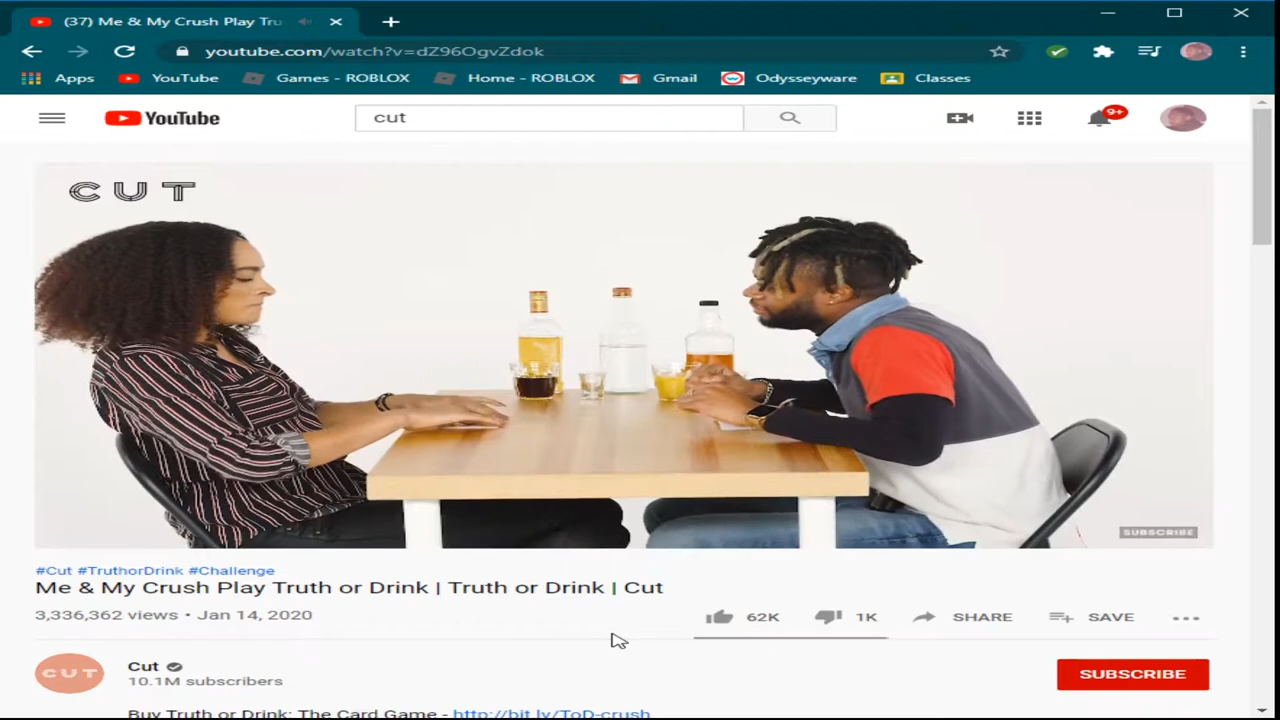 (37) Me & My Crush Play Tru
youtube.com/watch?v=dZ96OgvZdok
Apps YouTube Games - ROBLOX Home - ROBLOX Gmail Odysseyware Classes
YouTube cut 9+
CUT
SUBSCRIBE
#Cut #TruthorDrink #Challenge
Me & My Crush Play Truth or Drink | Truth or Drink | Cut
3,336,362 views • Jan 14, 2020 62K 1K SHARE SAVE
CUT Cut SUBSCRIBE
10.1M subscribers
Buy Truth or Drink: The Card Game - http://bit.ly/ToD-crush